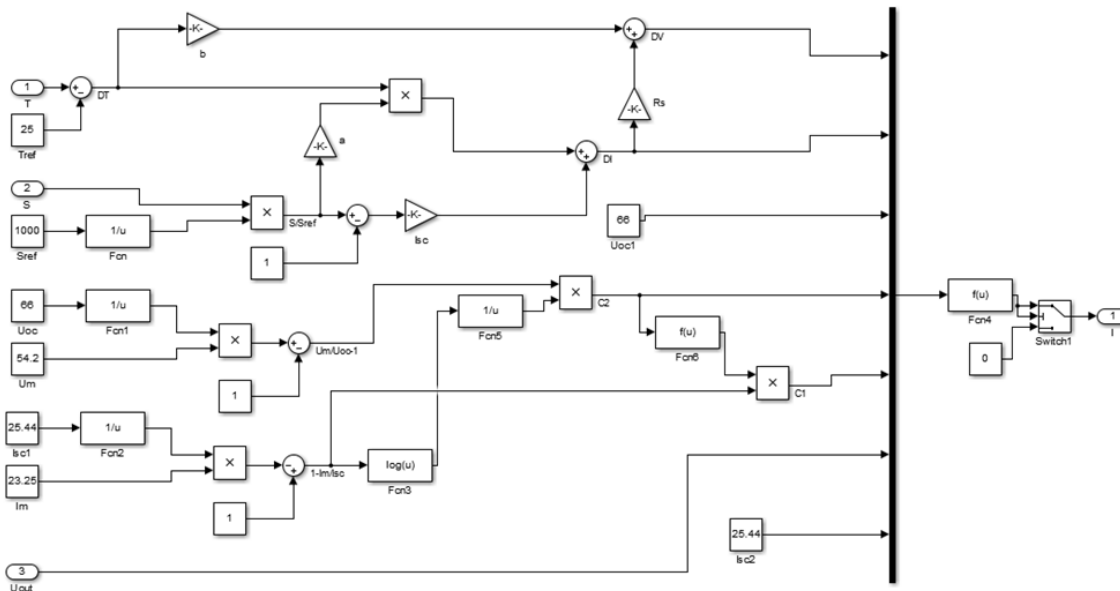 -K-
b
DV
1
T
DT
25
Tref
×
-K-
Rs
-K-
a
DI
2
S
×
S/Sref
-K-
Isc
1000
Sref
1/u
Fcn
1
66
Uoc1
66
Uoc
1/u
Fcn1
×
Um/Uoo-1
54.2
Um
1
1/u
Fcn5
×
C2
f(u)
Fcn6
×
C1
f(u)
Fcn4
Switch1
1
I
0
25.44
Isc1
1/u
Fcn2
×
1-Im/Isc
log(u)
Fcn3
23.25
Im
1
25.44
Isc2
3
Uout